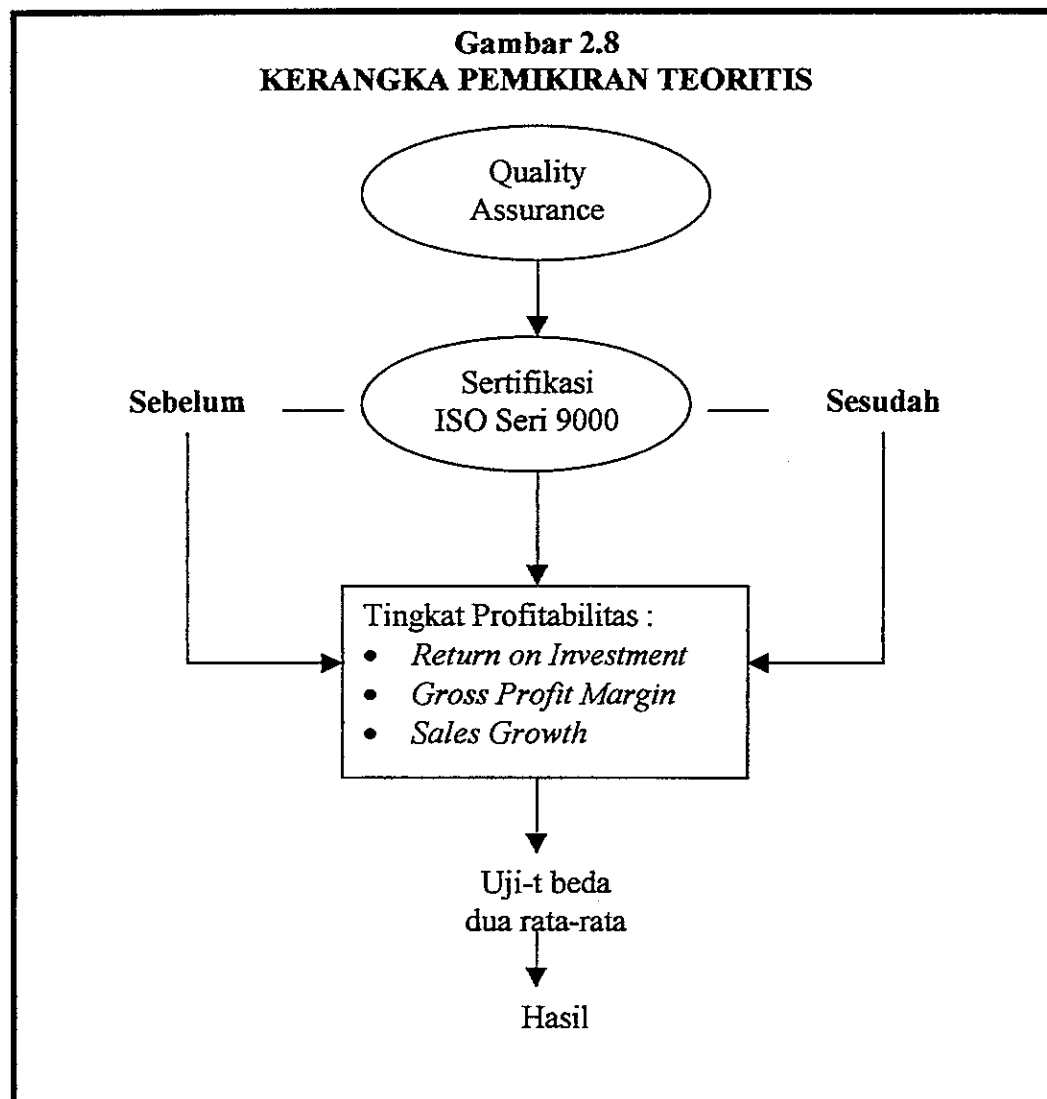 Gambar 2.8
KERANGKA PEMIKIRAN TEORITIS
Quality
Assurance
Sebelum
Sertifikasi
ISO Seri 9000
Sesudah
Tingkat Profitabilitas :
• Return on Investment
• Gross Profit Margin
• Sales Growth
Uji-t beda
dua rata-rata
Hasil